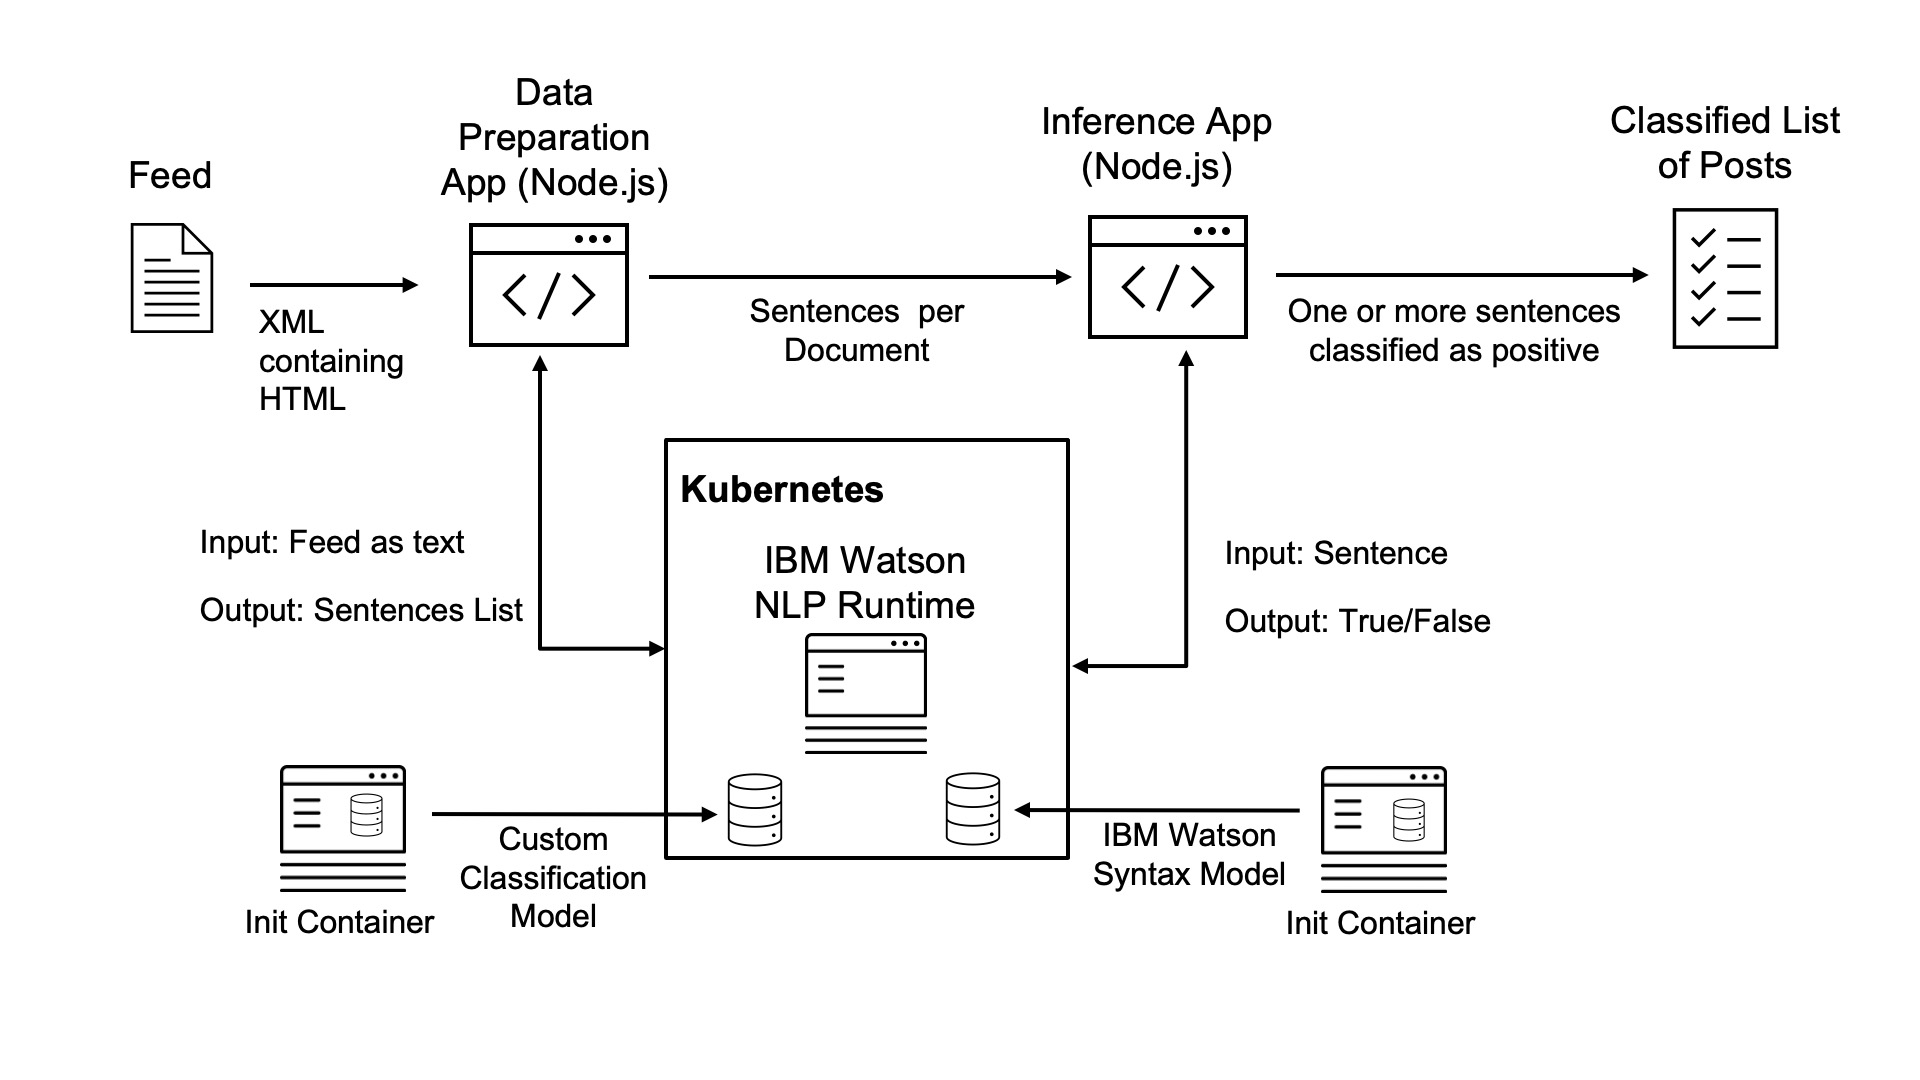 Feed
XML
containing
HTML
Data
Preparation
App (Node.js)
Sentences  per
Document
Inference App
(Node.js)
One or more sentences
classified as positive
Classified List
of Posts
Input: Feed as text
Output: Sentences List
Kubernetes
IBM Watson
NLP Runtime
Input: Sentence
Output: True/False
Custom
Classification
Model
Init Container
IBM Watson
Syntax Model
Init Container